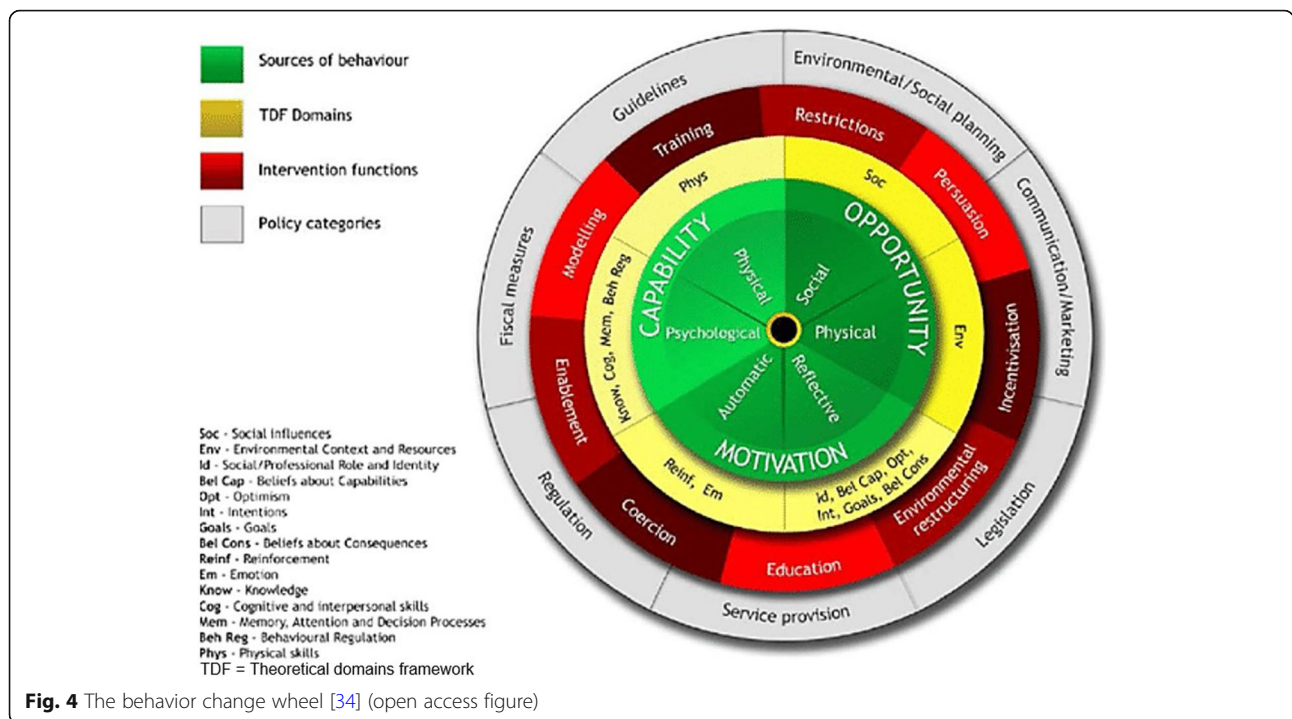 Sources of behaviour
TDF Domains
Intervention functions
Policy categories
Soc - Social influences
Env - Environmental Context and Resources
Id - Social/Professional Role and Identity
Bel Cap - Beliefs about Capabilities
Opt - Optimism
Int - Intentions
Goals - Goals
Bel Cons - Beliefs about Consequences
Reinf - Reinforcement
Em - Emotion
Know - Knowledge
Cog - Cognitive and interpersonal skills
Mem - Memory, Attention and Decision Processes
Beh Reg - Behavioural Regulation
Phys - Physical skills
TDF = Theoretical domains framework
Guidelines
Environmental/Social planning
Communication/Marketing
Legislation
Service provision
Regulation
Fiscal measures
Training
Restrictions
Persuasion
Incentivisation
Environmental
restructuring
Education
Coercion
Enablement
Modelling
Phys
Soc
Env
Id, Bel Cap, Opt,
Int, Goals, Bel Cons
Reinf, Em
Know, Cog, Mem, Beh Reg
CAPABILITY
OPPORTUNITY
MOTIVATION
Physical
Social
Physical
Reflective
Automatic
Psychological
Fig. 4 The behavior change wheel [34] (open access figure)